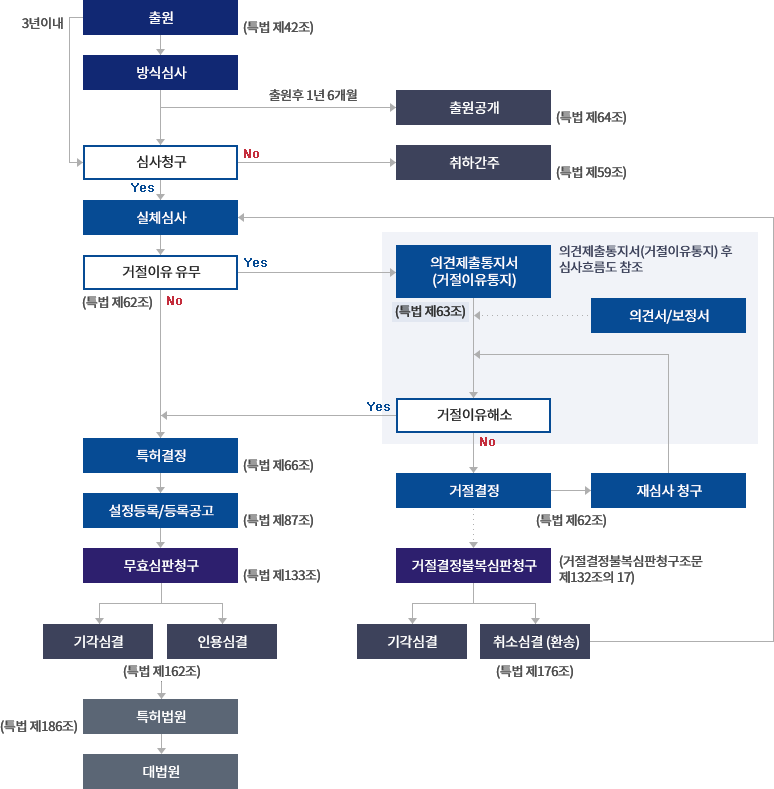 3년이내
출원
(특법 제42조)
방식심사
출원후 1년 6개월
출원공개
(특법 제64조)
심사청구
No
취하간주
(특법 제59조)
Yes
실체심사
거절이유 유무
Yes
(특법 제62조)
No
의견제출통지서
(거절이유통지)
의견제출통지서(거절이유통지) 후
심사흐름도 참조
(특법 제63조)
의견서/보정서
Yes
거절이유해소
No
특허결정
(특법 제66조)
거절결정
재심사 청구
(특법 제62조)
설정등록/등록공고
(특법 제87조)
무효심판청구
(특법 제133조)
거절결정불복심판청구
(거절결정불복심판청구조문
제132조의 17)
기각심결
인용심결
(특법 제162조)
기각심결
취소심결 (환송)
(특법 제176조)
특허법원
(특법 제186조)
대법원